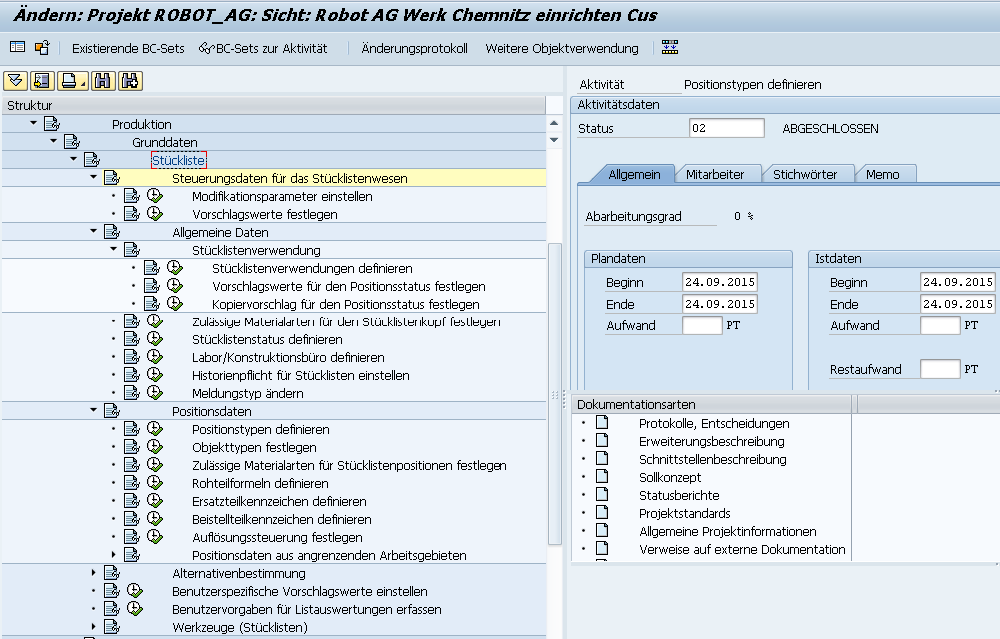 Ändern: Projekt ROBOT_AG: Sicht: Robot AG Werk Chemnitz einrichten Cus
Existierende BC-Sets BC-Sets zur Aktivität Änderungsprotokoll Weitere Objektverwendung
Struktur
Produktion
Grunddaten
Stückliste
Steuerungsdaten für das Stücklistenwesen
Modifikationsparameter einstellen
Vorschlagswerte festlegen
Allgemeine Daten
Stücklistenverwendung
Stücklistenverwendungen definieren
Vorschlagswerte für den Positionsstatus festlegen
Kopiervorschlag für den Positionsstatus festlegen
Zulässige Materialarten für den Stücklistenkopf festlegen
Stücklistenstatus definieren
Labor/Konstruktionsbüro definieren
Historienpflicht für Stücklisten einstellen
Meldungstyp ändern
Positionsdaten
Positionstypen definieren
Objekttypen festlegen
Zulässige Materialarten für Stücklistenpositionen festlegen
Rohteilformeln definieren
Ersatzteilkennzeichen definieren
Beistellteilkennzeichen definieren
Auflösungssteuerung festlegen
Positionsdaten aus angrenzenden Arbeitsgebieten
Alternativenbestimmung
Benutzerspezifische Vorschlagswerte einstellen
Benutzervorgaben für Listauswertungen erfassen
Werkzeuge (Stücklisten)
Aktivität Positionstypen definieren
Aktivitätsdaten
Status 02 ABGESCHLOSSEN
Allgemein Mitarbeiter Stichwörter Memo
Abarbeitungsgrad 0 %
Plandaten
Beginn 24.09.2015
Ende 24.09.2015
Aufwand PT
Istdaten
Beginn 24.09.2015
Ende 24.09.2015
Aufwand PT
Restaufwand PT
Dokumentationsarten
Protokolle, Entscheidungen
Erweiterungsbeschreibung
Schnittstellenbeschreibung
Sollkonzept
Statusberichte
Projektstandards
Allgemeine Projektinformationen
Verweise auf externe Dokumentation